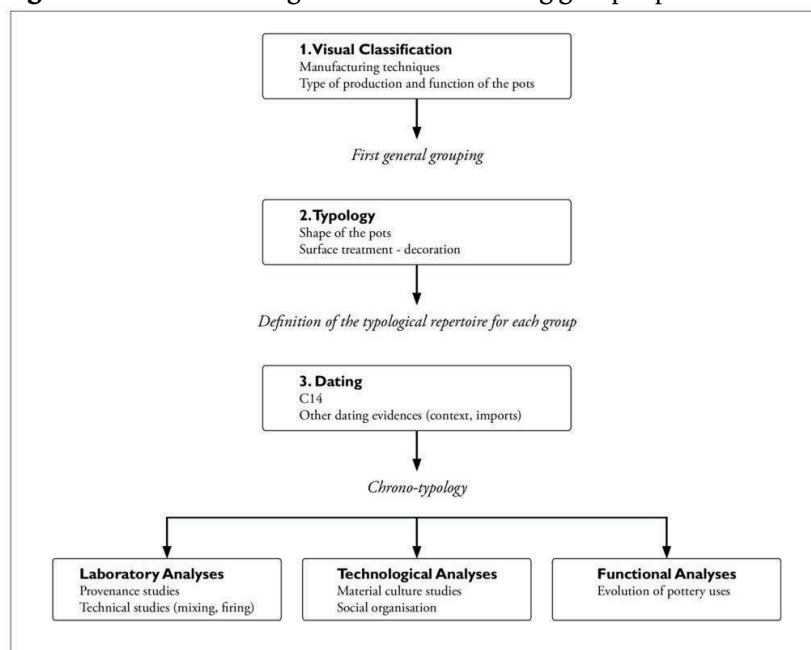 1. Visual Classification
Manufacturing techniques
Type of production and function of the pots
First general grouping
2. Typology
Shape of the pots
Surface treatment - decoration
Definition of the typological repertoire for each group
3. Dating
C14
Other dating evidences (context, imports)
Chrono-typology
Laboratory Analyses
Provenance studies
Technical studies (mixing, firing)
Technological Analyses
Material culture studies
Social organisation
Functional Analyses
Evolution of pottery uses